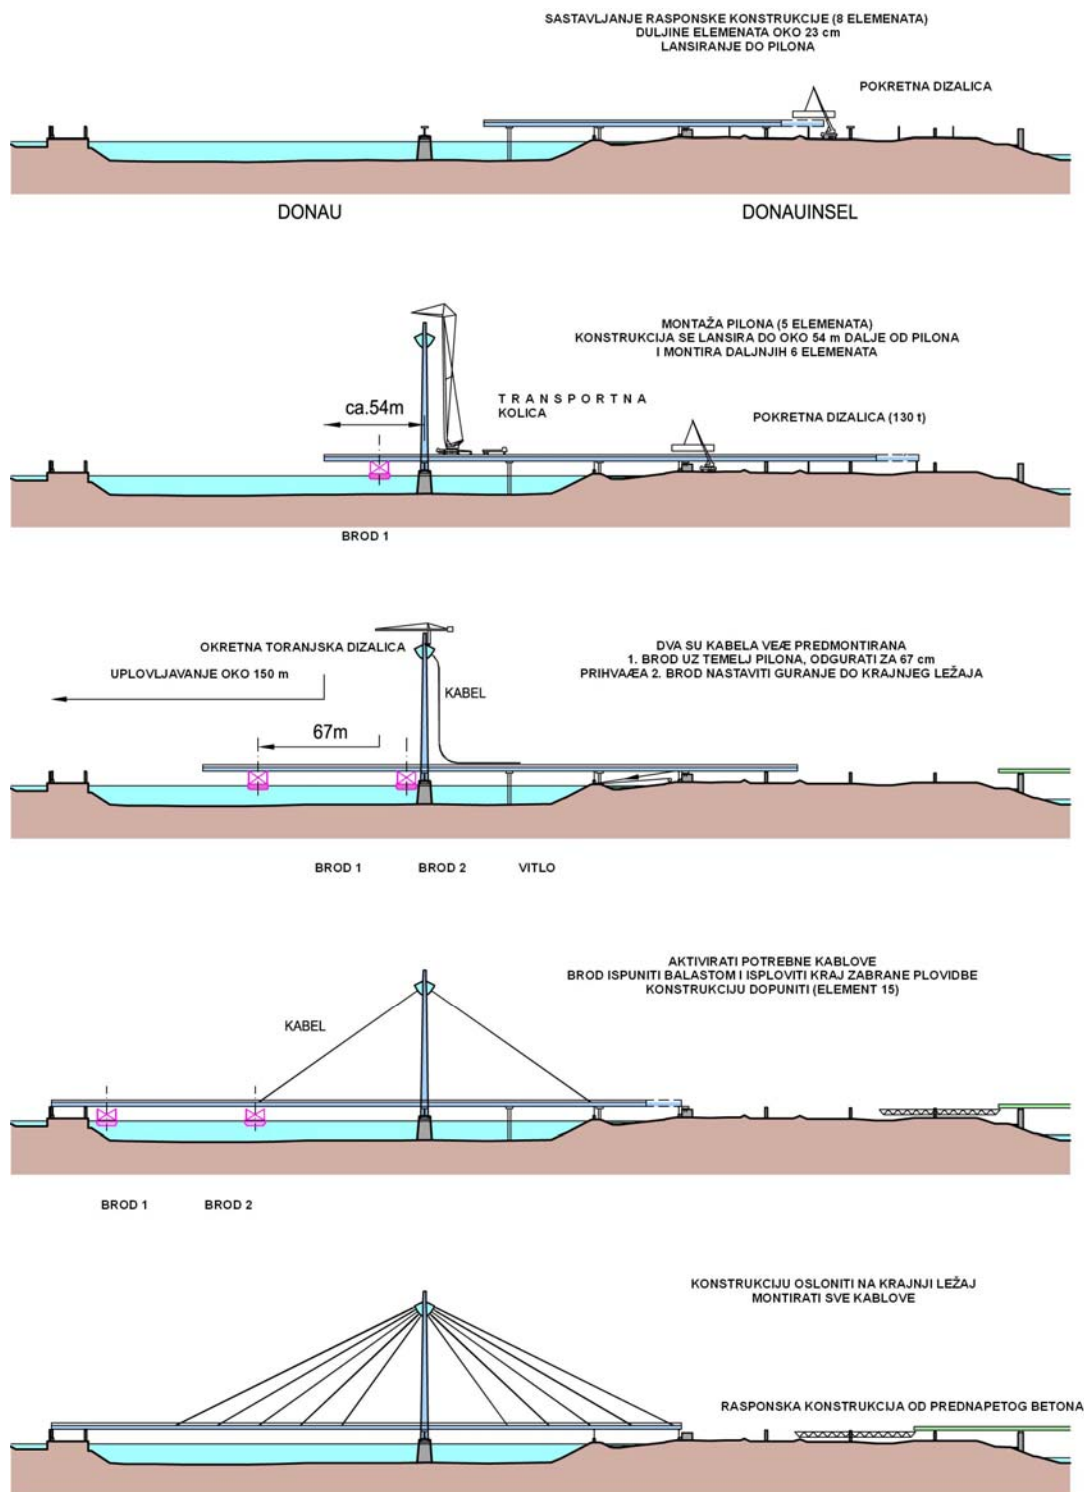 SASTAVLJANJE RASPONSKE KONSTRUKCIJE (8 ELEMENATA)
DULJINE ELEMENATA OKO 23 cm
LANSIRANJE DO PILONA
POKRETNA DIZALICA
DONAU
DONAUINSEL
MONTAŽA PILONA (5 ELEMENATA)
KONSTRUKCIJA SE LANSIRA DO OKO 54 m DALJE OD PILONA
I MONTIRA DALJNJIH 6 ELEMENATA
ca.54m
TRANSPORTNA
KOLICA
POKRETNA DIZALICA (130 t)
BROD 1
OKRETNA TORANJSKA DIZALICA
DVA SU KABELA VEÆ PREDMONTIRANA
1. BROD UZ TEMELJ PILONA, ODGURATI ZA 67 cm
PRIHVAÆEA 2. BROD NASTAVITI GURANJE DO KRAJNJEG LEŽAJA
UPLOVLJAVANJE OKO 150 m
KABEL
67m
BROD 1
BROD 2
VITLO
AKTIVIRATI POTREBNE KABLOVE
BROD ISPUNITI BALASTOM I ISPLOVITI KRAJ ZABRANE PLOVIDBE
KONSTRUKCIJU DOPUNITI (ELEMENT 15)
KABEL
BROD 1
BROD 2
KONSTRUKCIJU OSLONITI NA KRAJNJI LEŽAJ
MONTIRATI SVE KABLOVE
RASPONSKA KONSTRUKCIJA OD PREDNAPETOG BETONA